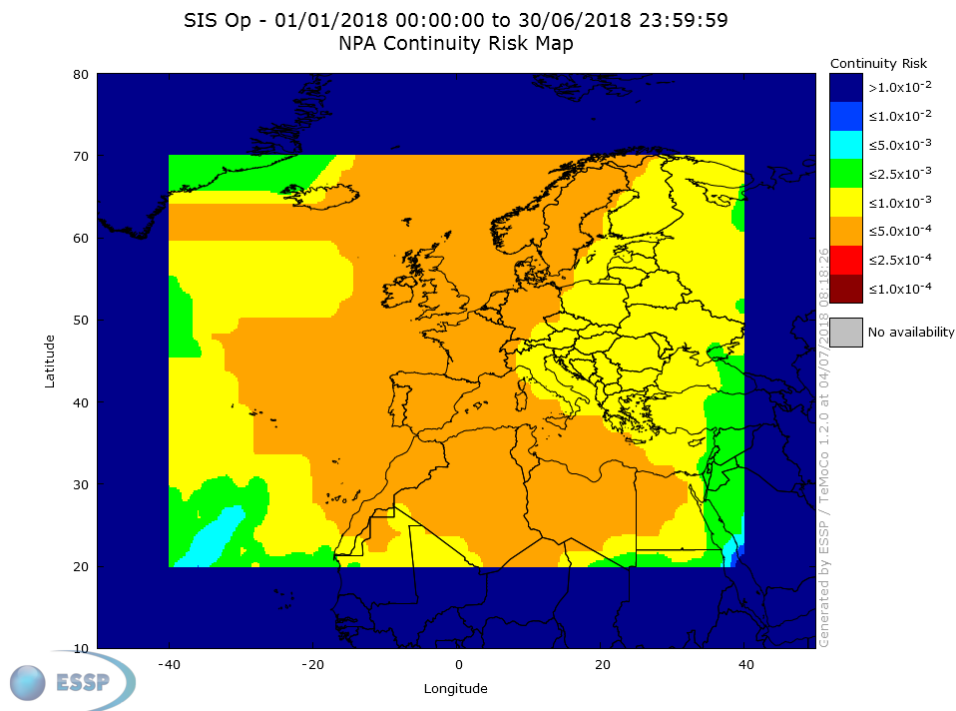 SIS Op - 01/01/2018 00:00:00 to 30/06/2018 23:59:59
NPA Continuity Risk Map
Continuity Risk
>1.0x10-2
≤1.0x10-2
≤5.0x10-3
≤2.5x10-3
≤1.0x10-3
≤5.0x10-4
≤2.5x10-4
≤1.0x10-4
No availability
Latitude
80
70
60
50
40
30
20
10
-40
-20
0
20
40
Longitude
Generated by ESSP / TeMoCo 1.2.0 at 04/07/2018 08:18:26
ESSP